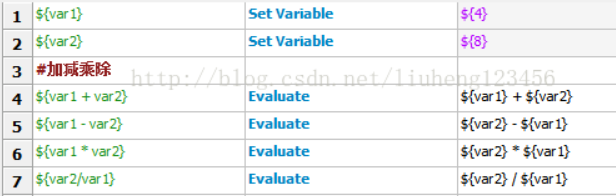 1 ${var1} Set Variable ${4}
2 ${var2} Set Variable ${8}
3 #加减乘除
http://blog.csdn.net/liuheng123456
4 ${var1 + var2} Evaluate ${var1} + ${var2}
5 ${var1 - var2} Evaluate ${var2} - ${var1}
6 ${var1 * var2} Evaluate ${var2} * ${var1}
7 ${var2/var1} Evaluate ${var2} / ${var1}